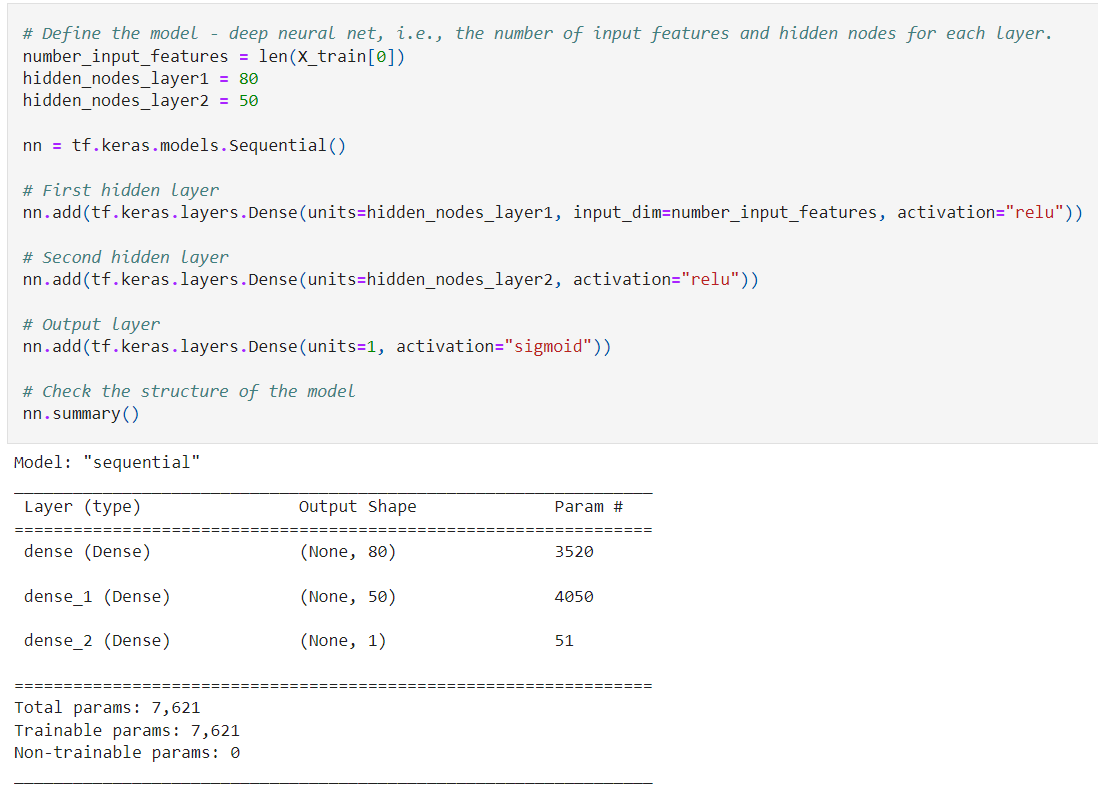 # Define the model - deep neural net, i.e., the number of input features and hidden nodes for each layer.
number_input_features = len(X_train[0])
hidden_nodes_layer1 = 80
hidden_nodes_layer2 = 50
nn = tf.keras.models.Sequential()
# First hidden layer
nn.add(tf.keras.layers.Dense(units=hidden_nodes_layer1, input_dim=number_input_features, activation="relu"))
# Second hidden layer
nn.add(tf.keras.layers.Dense(units=hidden_nodes_layer2, activation="relu"))
# Output layer
nn.add(tf.keras.layers.Dense(units=1, activation="sigmoid"))
# Check the structure of the model
nn.summary()
Model: "sequential"
_________________________________________________________________
Layer (type) Output Shape Param #
=================================================================
dense (Dense) (None, 80) 3520
dense_1 (Dense) (None, 50) 4050
dense_2 (Dense) (None, 1) 51
=================================================================
Total params: 7,621
Trainable params: 7,621
Non-trainable params: 0
_________________________________________________________________